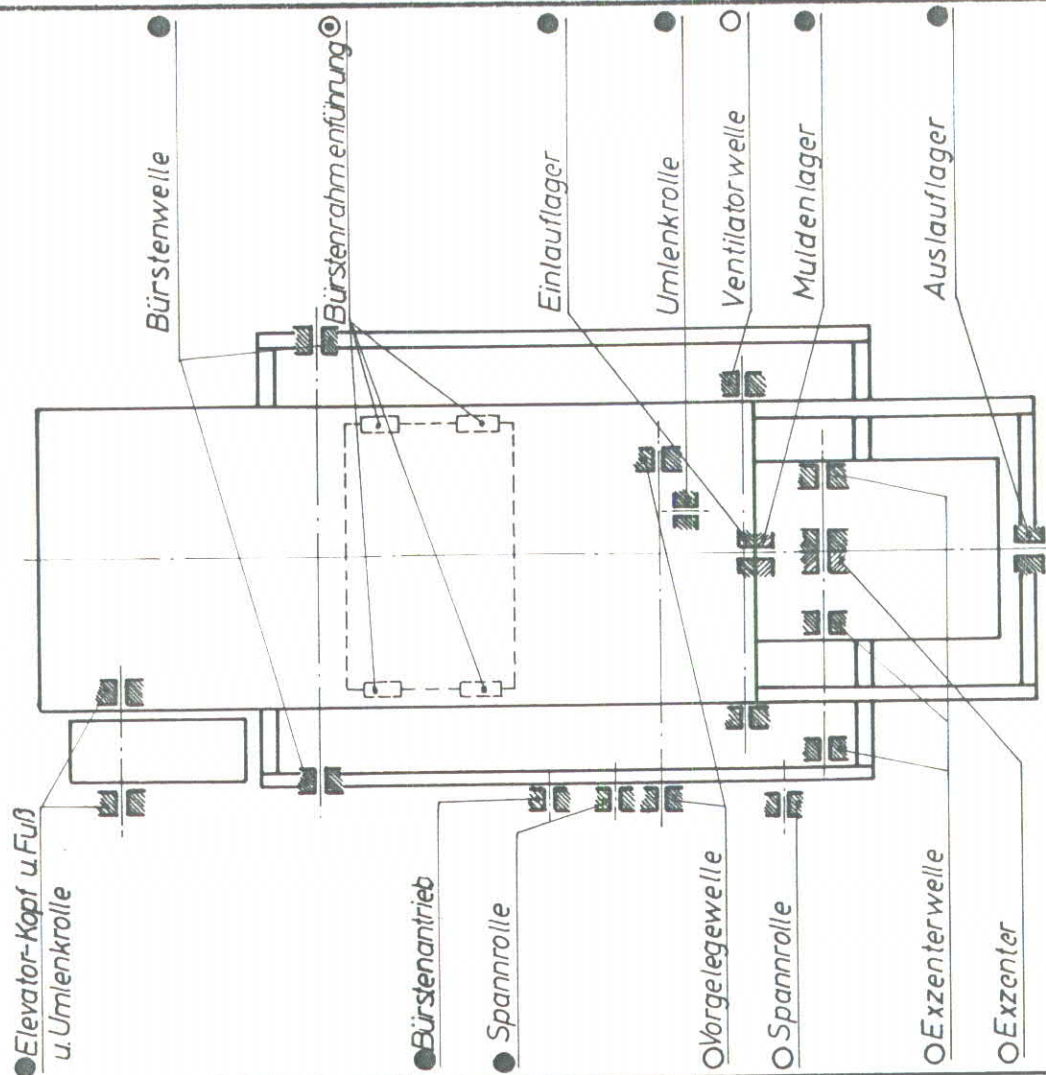 Bürstenwelle
Bürstenrahmenführung
Einlauflager
Umlenkrolle
Ventilatorwelle
Muldenlager
Auslauflager
Elevator-Kopf u.Fuß
u.Umlenkrolle
Bürstenantrieb
Spannrolle
Vorgelegewelle
Spannrolle
Exzenterwelle
Exzenter